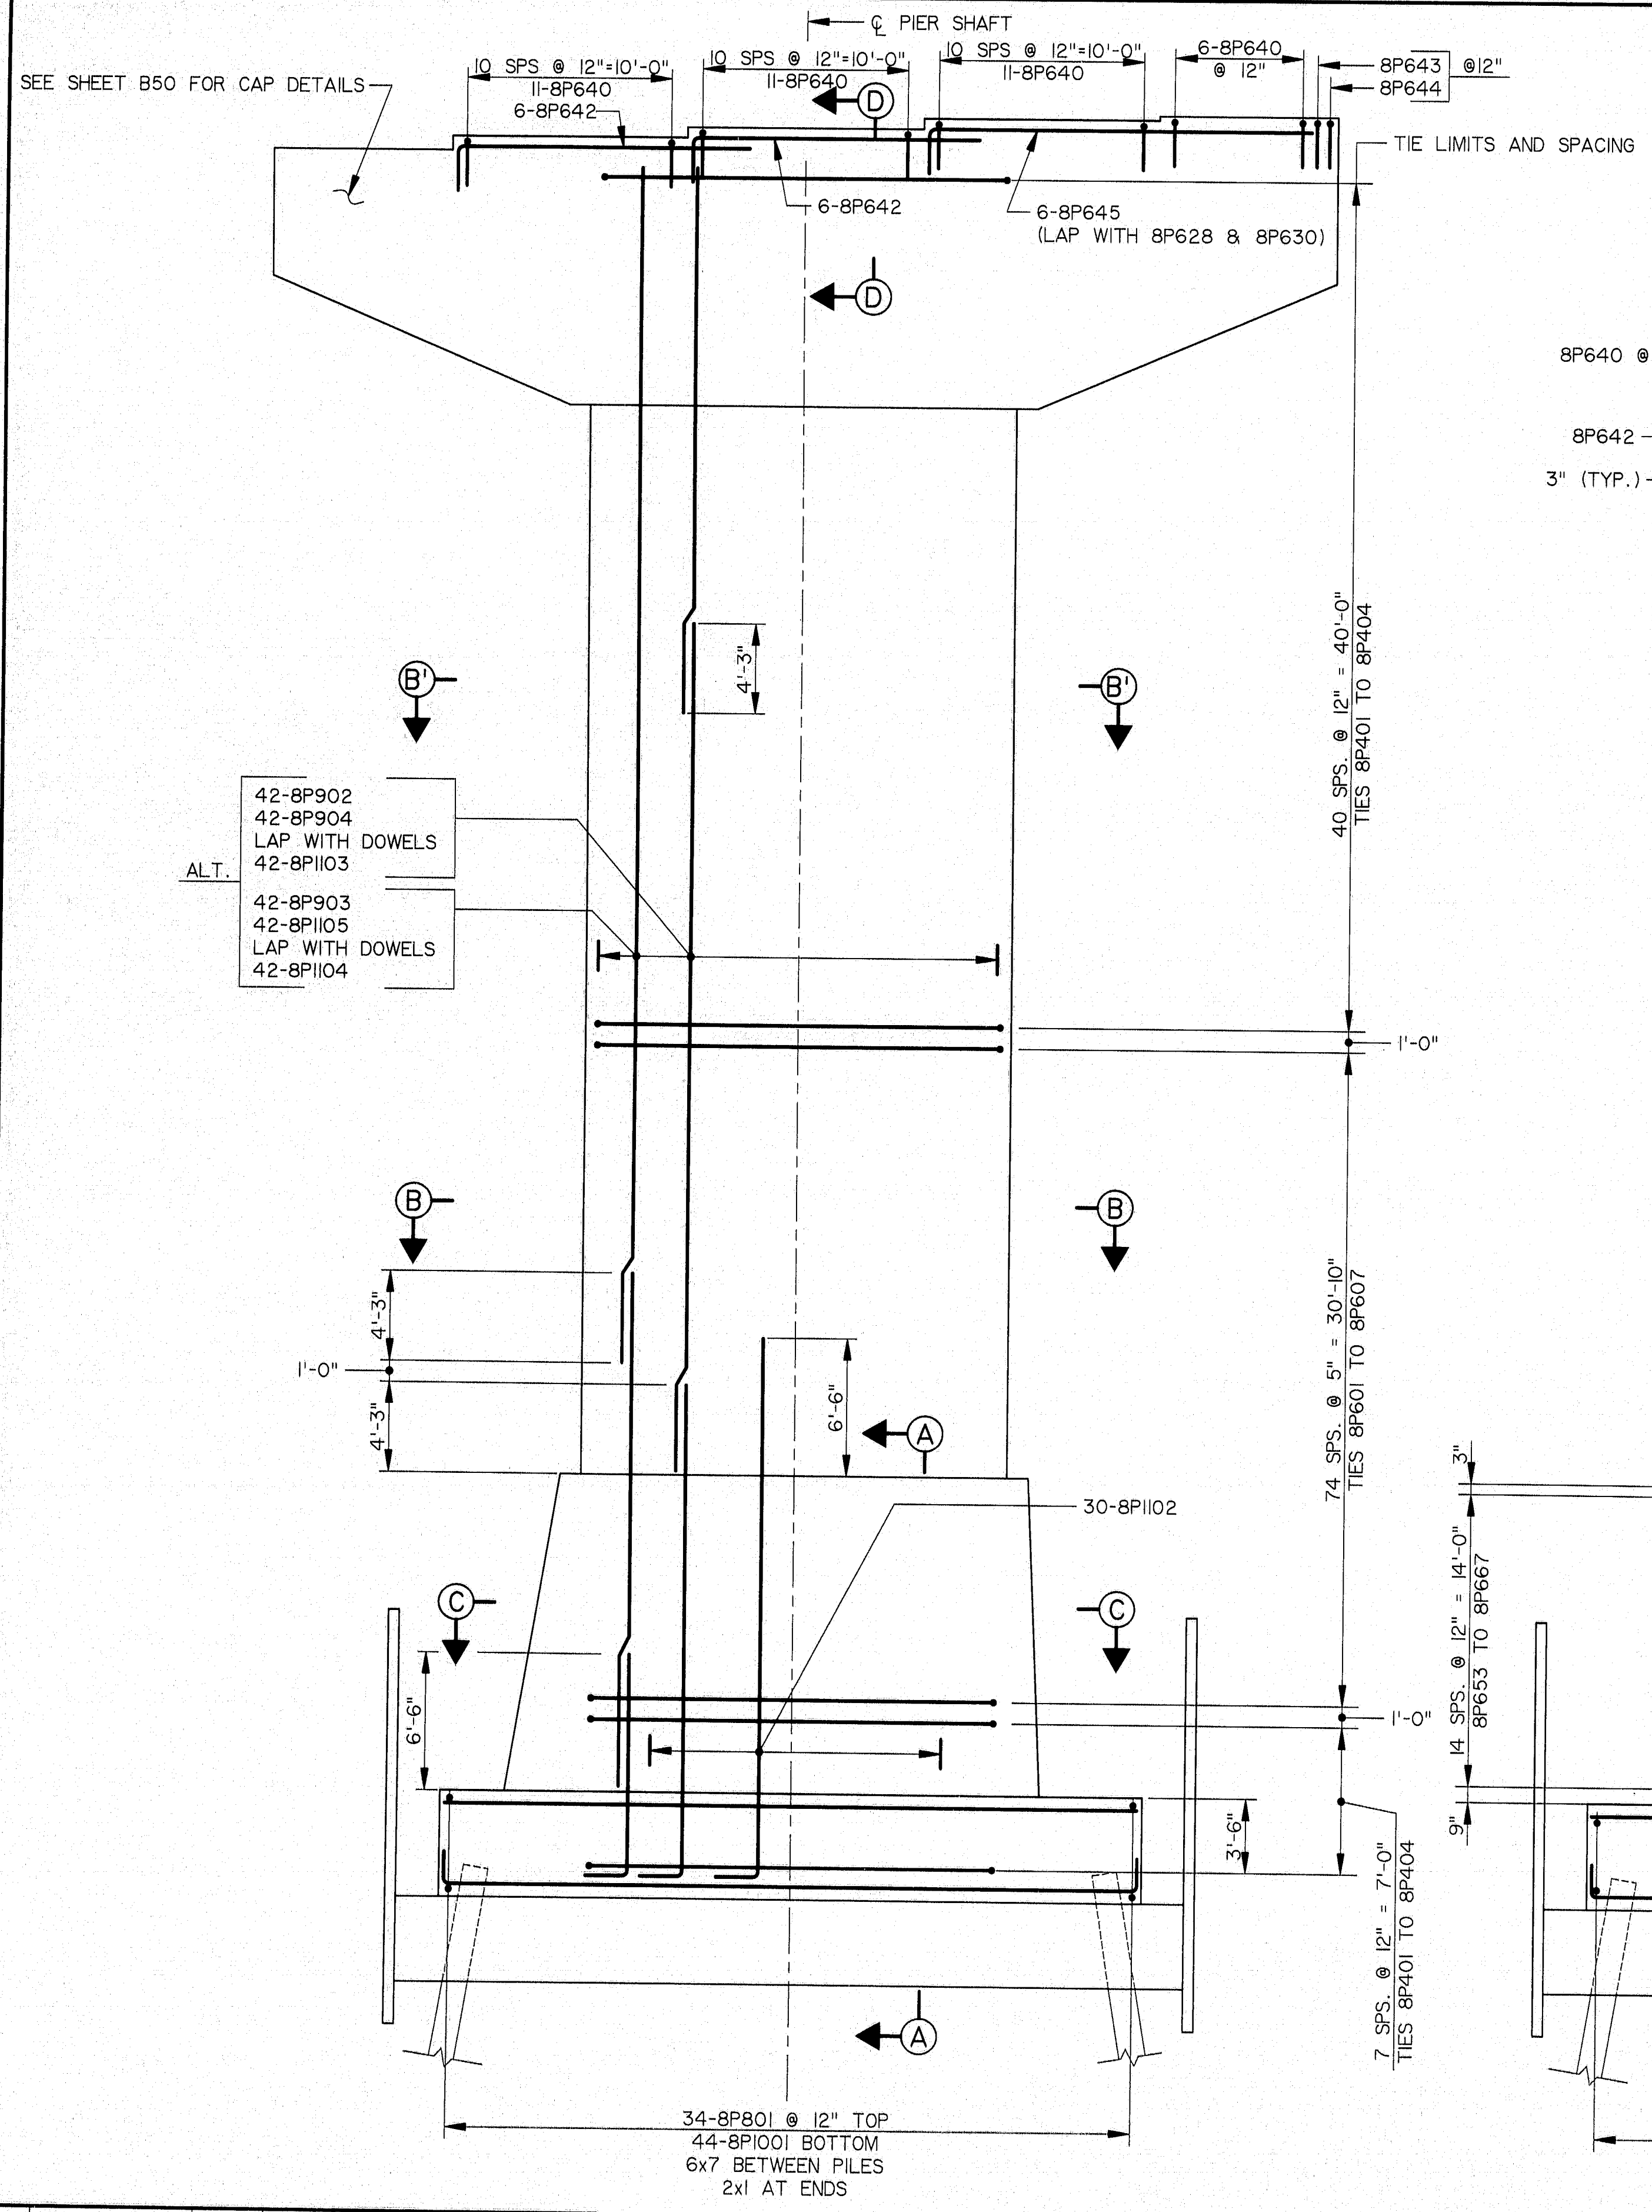 ℄ PIER SHAFT
SEE SHEET B50 FOR CAP DETAILS
10 SPS @ 12"=10'-0"
11-8P640
10 SPS @ 12"=10'-0"
11-8P640
10 SPS @ 12"=10'-0"
11-8P640
6-8P640
@ 12"
8P643
8P644
@12"
6-8P642
D
TIE LIMITS AND SPACING
6-8P642
6-8P645
(LAP WITH 8P628 & 8P630)
D
8P640 @
8P642
3" (TYP.)
4'-3"
B'
B'
40 SPS. @ 12" = 40'-0"
TIES 8P401 TO 8P404
ALT.
42-8P902
42-8P904
LAP WITH DOWELS
42-8P1103
42-8P903
42-8P1105
LAP WITH DOWELS
42-8P1104
1'-0"
B
B
4'-3"
1'-0"
4'-3"
6'-6"
A
74 SPS. @ 5" = 30'-10"
TIES 8P601 TO 8P607
30-8P1102
3"
14 SPS. @ 12" = 14'-0"
8P653 TO 8P667
9"
C
C
6'-6"
1'-0"
3'-6"
7 SPS. @ 12" = 7'-0"
TIES 8P401 TO 8P404
A
34-8P801 @ 12" TOP
44-8P1001 BOTTOM
6x7 BETWEEN PILES
2x1 AT ENDS